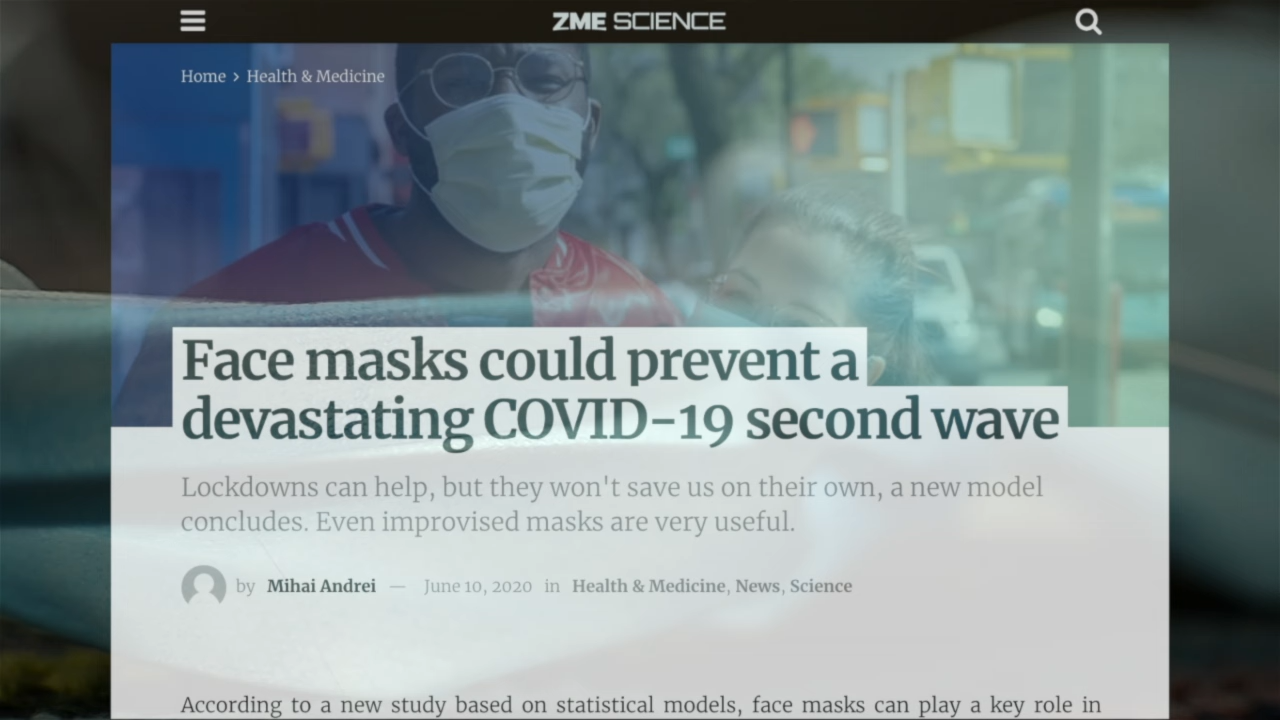 ZME SCIENCE
Home > Health & Medicine
Face masks could prevent a
devastating COVID-19 second wave
Lockdowns can help, but they won't save us on their own, a new model
concludes. Even improvised masks are very useful.
by Mihai Andrei — June 10, 2020 in Health & Medicine, News, Science
According to a new study based on statistical models, face masks can play a key role in